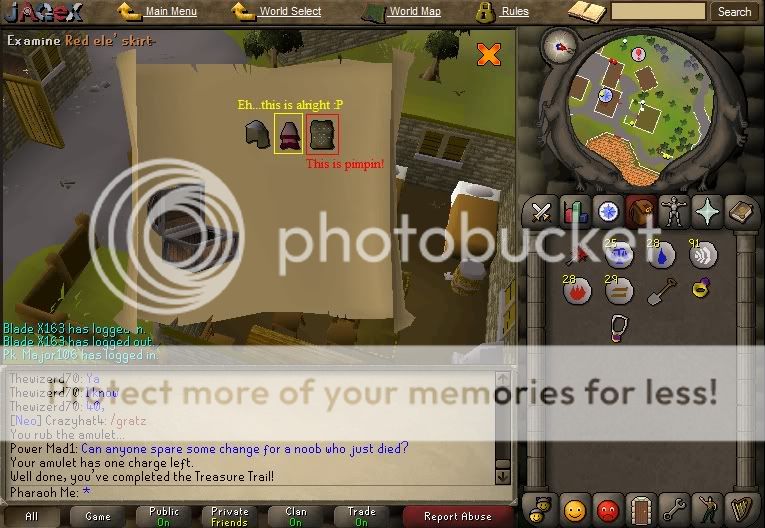 JAGEX Main Menu World Select World Map Rules Search
Examine Red ele' skirt
Eh...this is alright :P
This is pimpin!
photobucket
25 28 91
28 29
Blade X163 has logged in.
Blade X163 has logged out.
Pk Major106 has logged in.
Protect more of your memories for less!
Thewizerd70: Ya
Thewizerd70: I know
Thewizerd70: 40,
[Neo] Crazyhat4: /gratz
You rub the amulet...
Power Mad1: Can anyone spare some change for a noob who just died?
Your amulet has one charge left.
Well done, you've completed the Treasure Trail!
Pharaoh Me: *
All Game Public On Private Friends Clan On Trade On Report Abuse